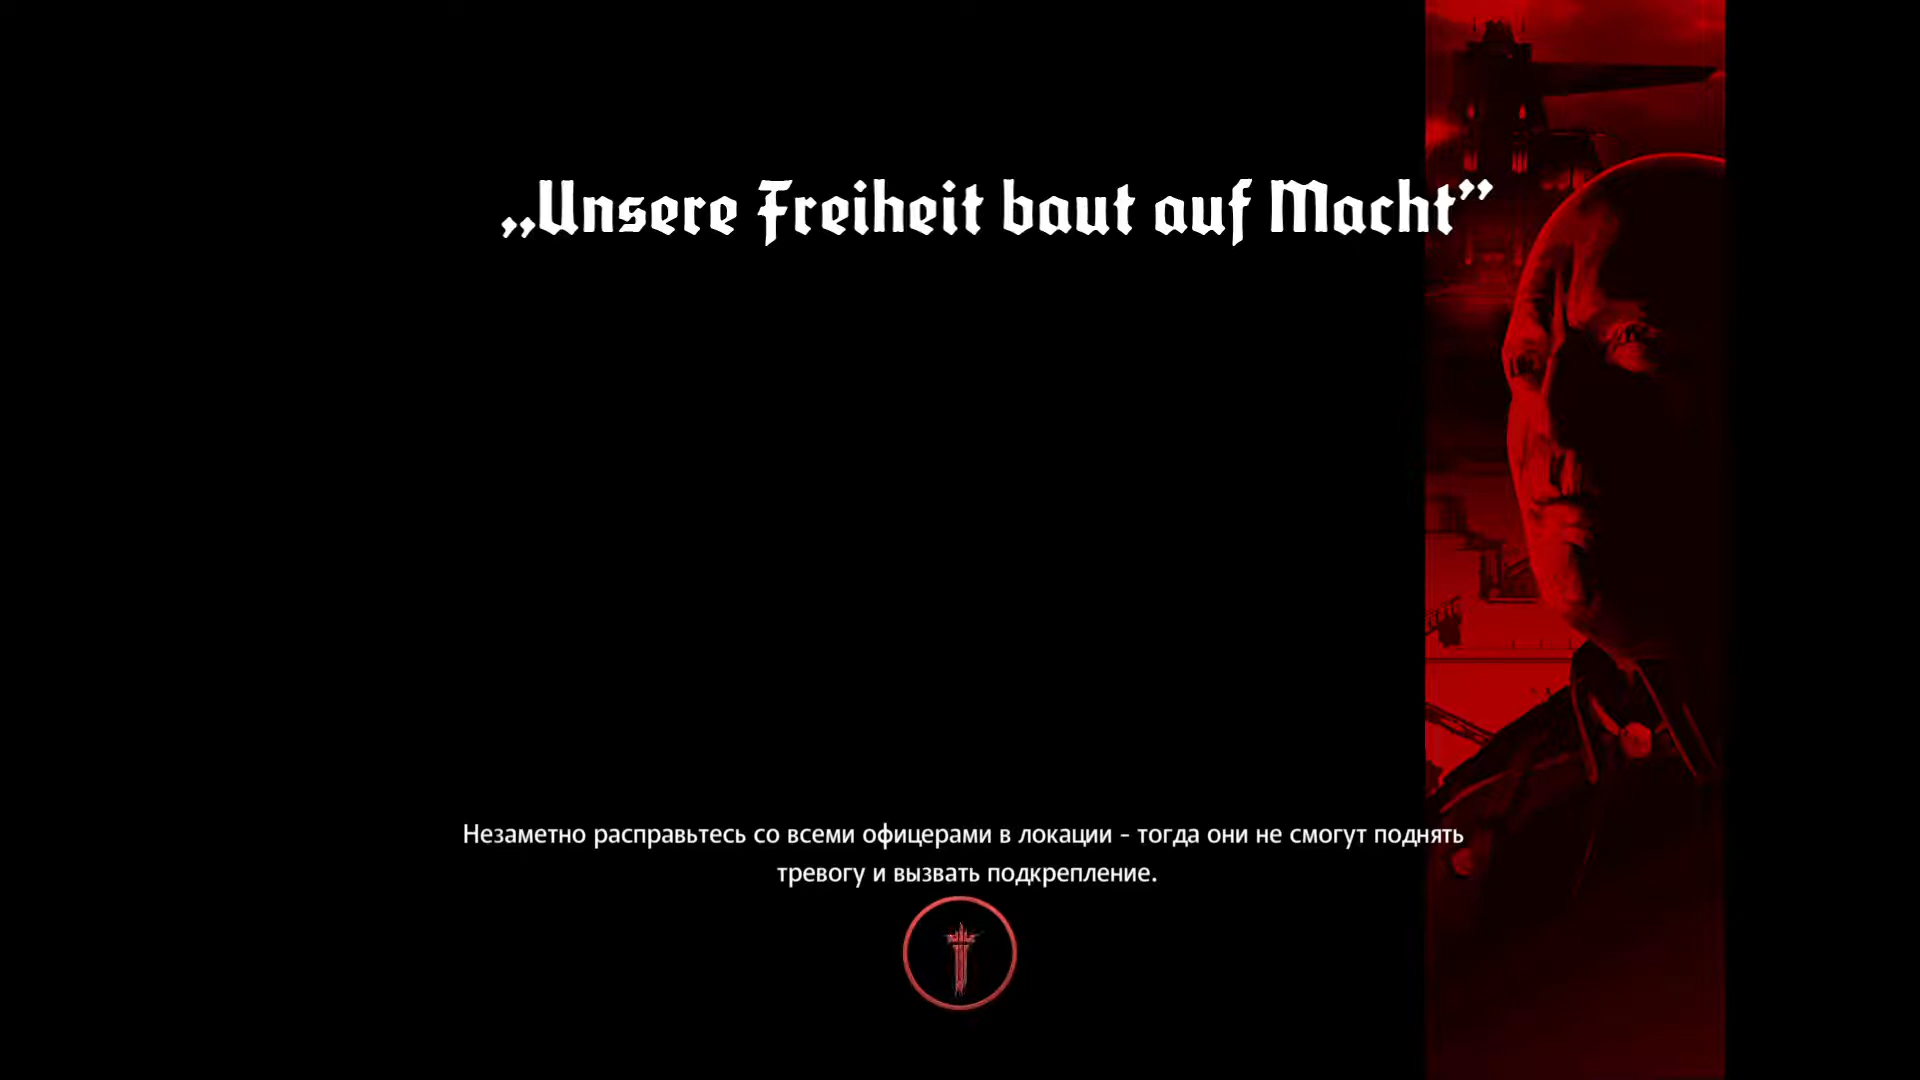 „Unsere Freiheit baut auf Macht”
Незаметно расправьтесь со всеми офицерами в локации - тогда они не смогут поднять
тревогу и вызвать подкрепление.